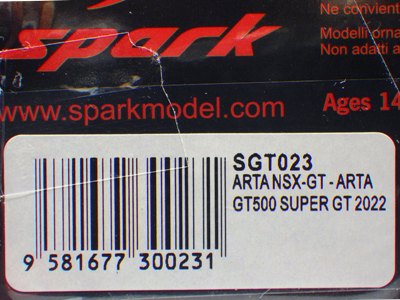 spark
Ne convient
Modelli orna
Non adatti a
www.sparkmodel.com
Ages 14
SGT023
ARTA NSX-GT - ARTA
GT500 SUPER GT 2022
9 581677 300231